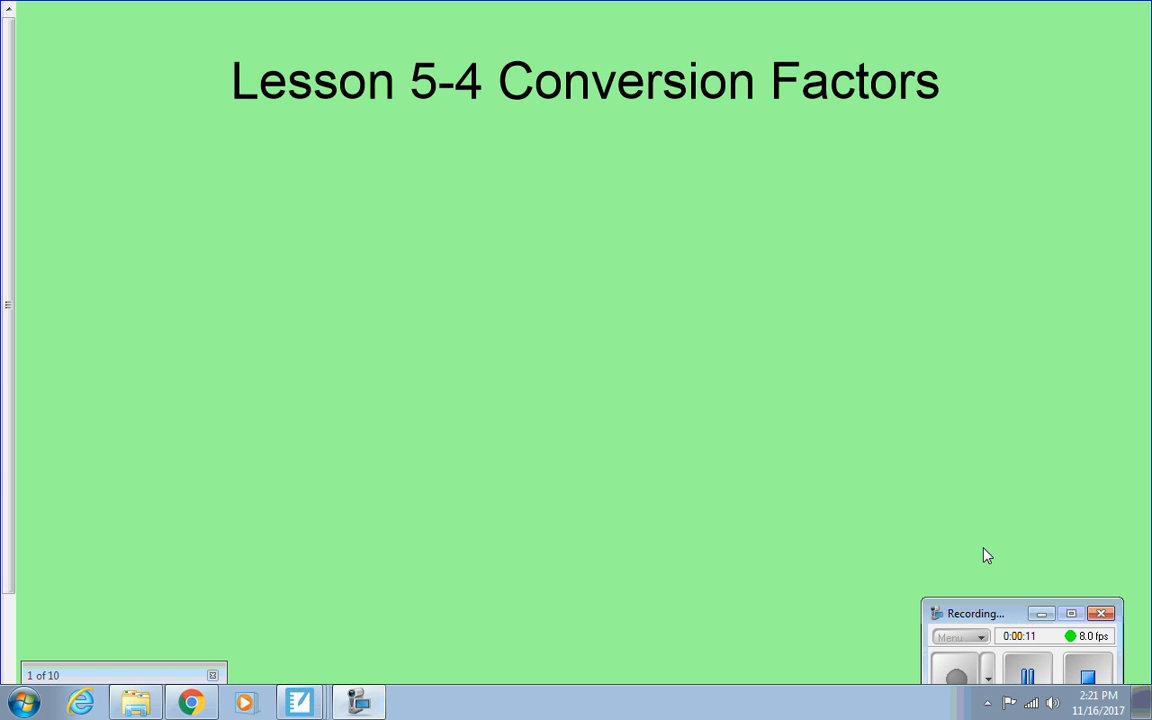 Lesson 5-4 Conversion Factors
Recording...
Menu
0:00:11
8.0 fps
1 of 10
2:21 PM
11/16/2017